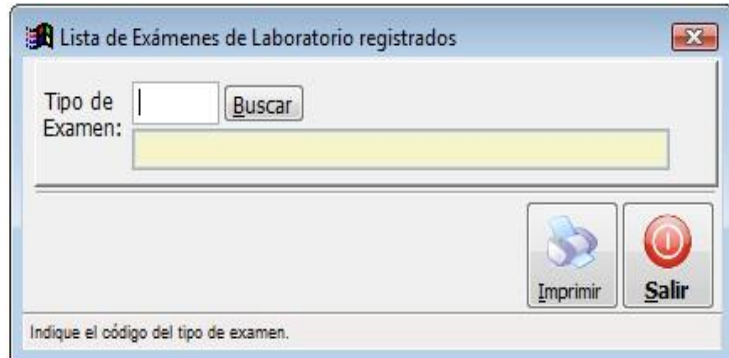 Lista de Exámenes de Laboratorio registrados
Tipo de
Examen:
Buscar
Imprimir
Salir
Indique el código del tipo de examen.